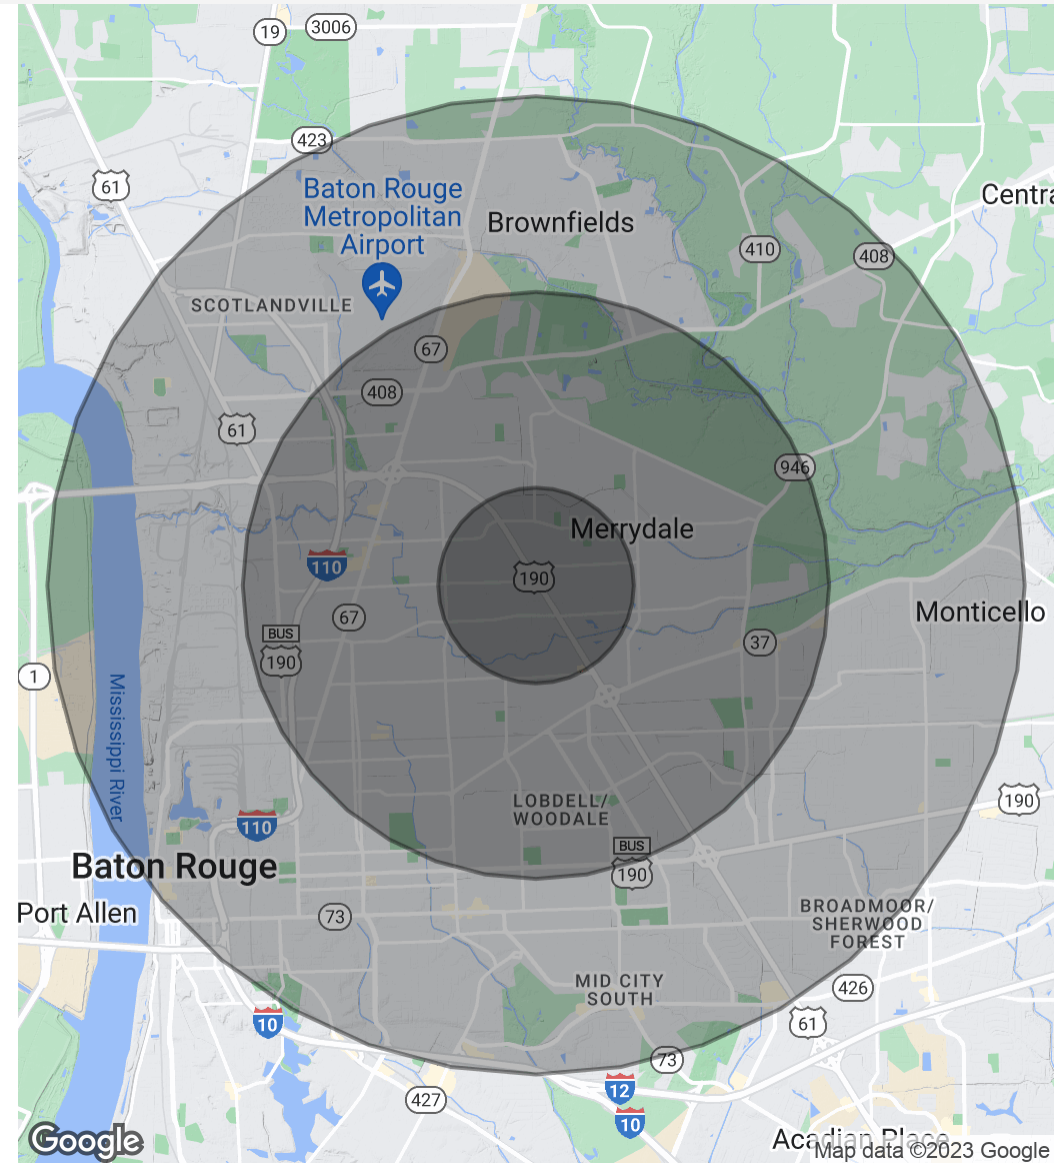 19
3006
423
61
Baton Rouge
Metropolitan
Airport
Brownfields
Centra
410
408
SCOTLANDVILLE
67
408
61
946
Merrydale
110
190
67
Monticello
BUS
190
37
1
Mississippi River
LOBDELL/
WOODALE
190
110
BUS
190
Baton Rouge
Port Allen
73
BROADMOOR/
SHERWOOD
FOREST
MID CITY
SOUTH
426
61
10
73
12
427
10
Google
Acadian Place
Map data ©2023 Google